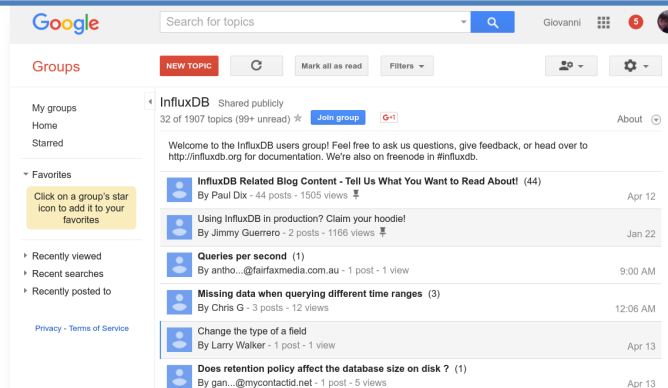 Google
Search for topics
Giovanni
5
Groups
NEW TOPIC
Mark all as read
Filters
My groups
Home
Starred
Favorites
Click on a group's star
icon to add it to your
favorites
Recently viewed
Recent searches
Recently posted to
Privacy - Terms of Service
InfluxDB Shared publicly
32 of 1907 topics (99+ unread)
Join group
G+1
About
Welcome to the InfluxDB users group! Feel free to ask us questions, give feedback, or head over to
http://influxdb.org for documentation. We're also on freenode in #influxdb.
InfluxDB Related Blog Content - Tell Us What You Want to Read About! (44)
By Paul Dix - 44 posts - 1505 views
Apr 12
Using InfluxDB in production? Claim your hoodie!
By Jimmy Guerrero - 2 posts - 1166 views
Jan 22
Queries per second (1)
By antho...@fairfaxmedia.com.au - 1 post - 1 view
9:00 AM
Missing data when querying different time ranges (3)
By Chris G - 3 posts - 12 views
12:06 AM
Change the type of a field
By Larry Walker - 1 post - 1 view
Apr 13
Does retention policy affect the database size on disk ? (1)
By gan...@mycontactid.net - 1 post - 5 views
Apr 13